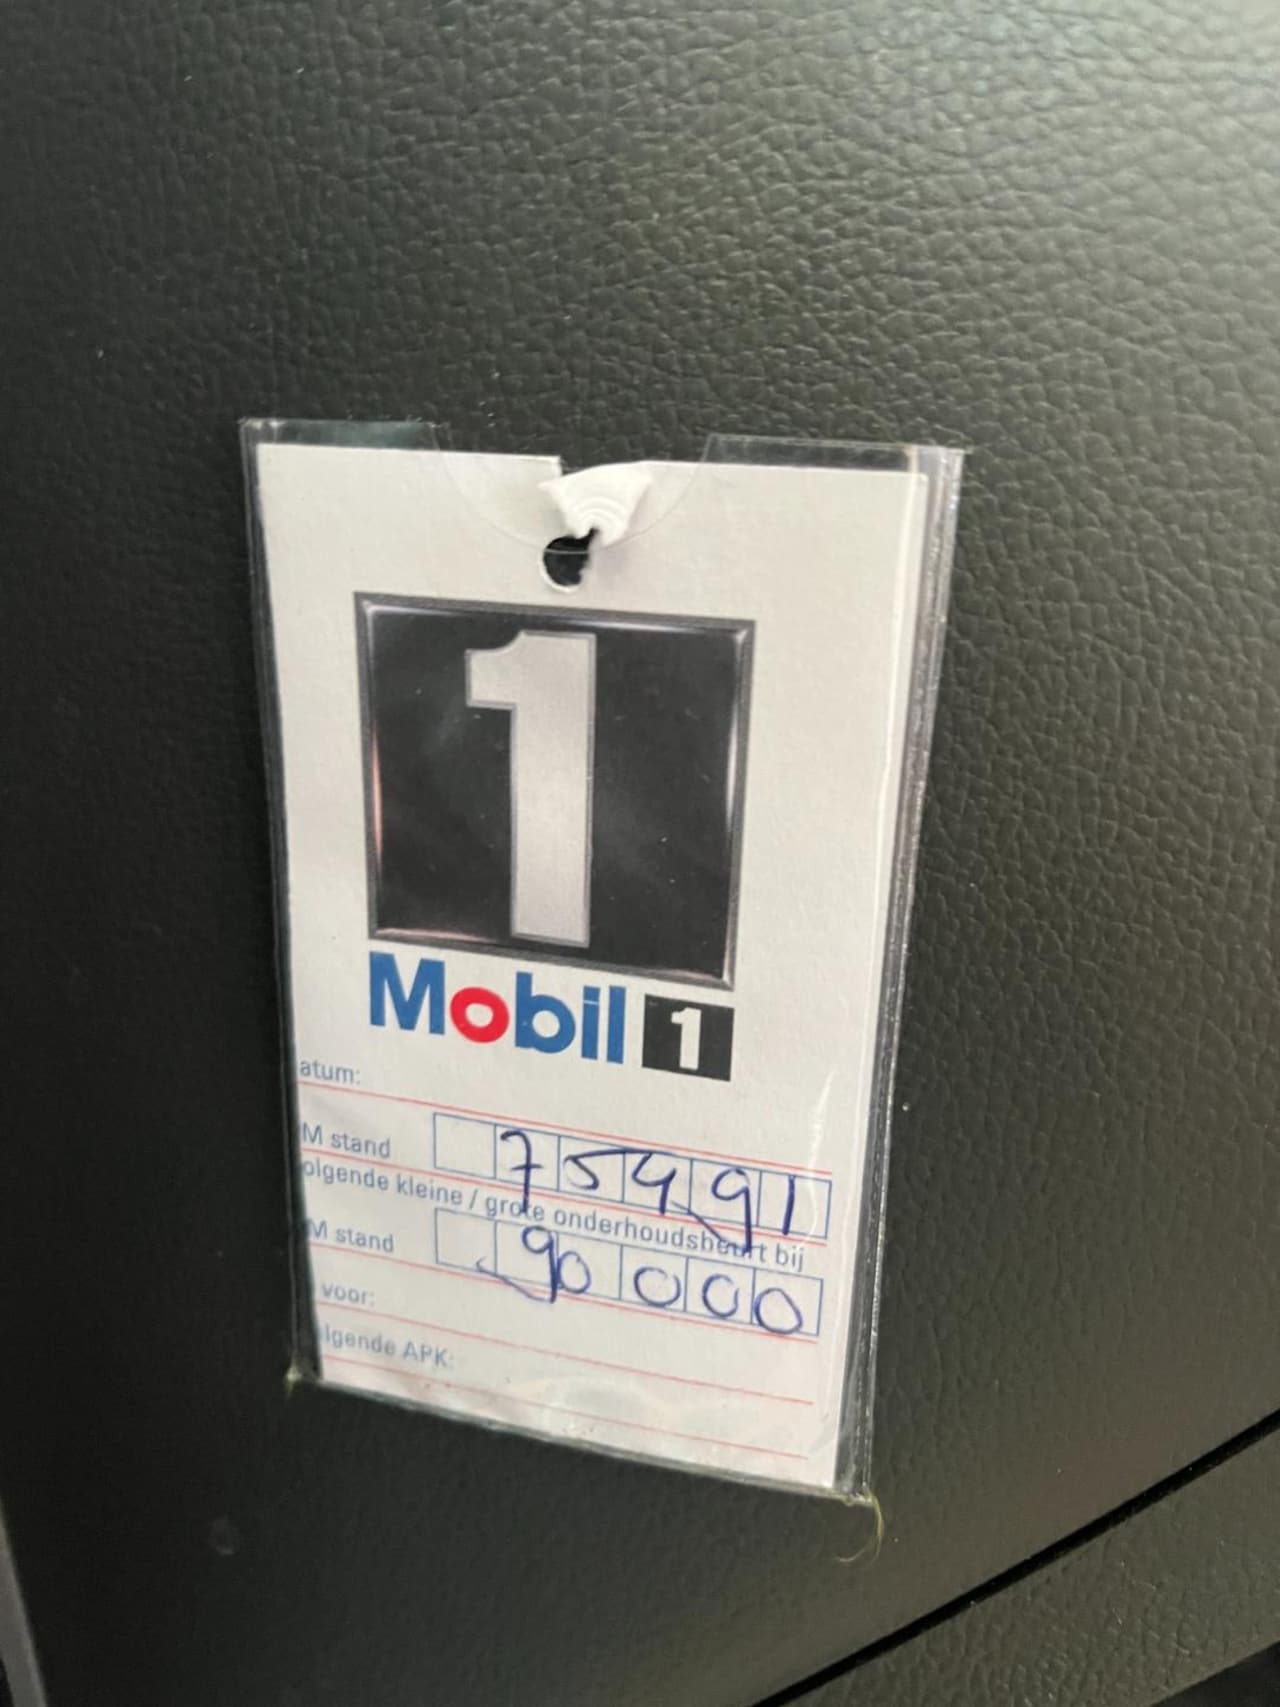 1
Mobil 1
atum:
M stand 75491
olgende kleine / grote onderhoudsbeurt bij
M stand 90000
voor:
lgende APK: